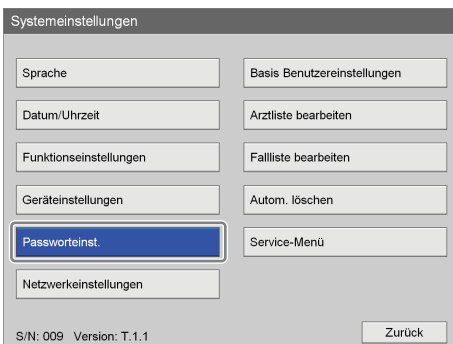 Systemeinstellungen
Sprache
Datum/Uhrzeit
Funktionseinstellungen
Geräteinstellungen
Passworteinst.
Netzwerkeinstellungen
Basis Benutzereinstellungen
Arztliste bearbeiten
Fallliste bearbeiten
Autom. löschen
Service-Menü
S/N: 009 Version: T.1.1
Zurück